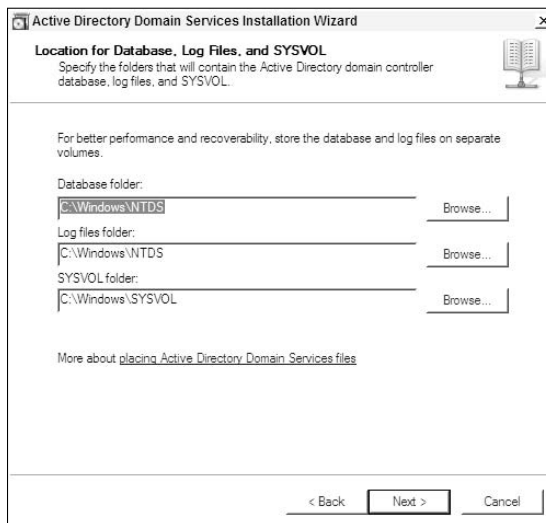 Active Directory Domain Services Installation Wizard
Location for Database, Log Files, and SYSVOL
Specify the folders that will contain the Active Directory domain controller
database, log files, and SYSVOL.
For better performance and recoverability, store the database and log files on separate
volumes.
Database folder:
C:\Windows\NTDS
Browse...
Log files folder:
C:\Windows\NTDS
Browse...
SYSVOL folder:
C:\Windows\SYSVOL
Browse...
More about placing Active Directory Domain Services files
< Back Next > Cancel